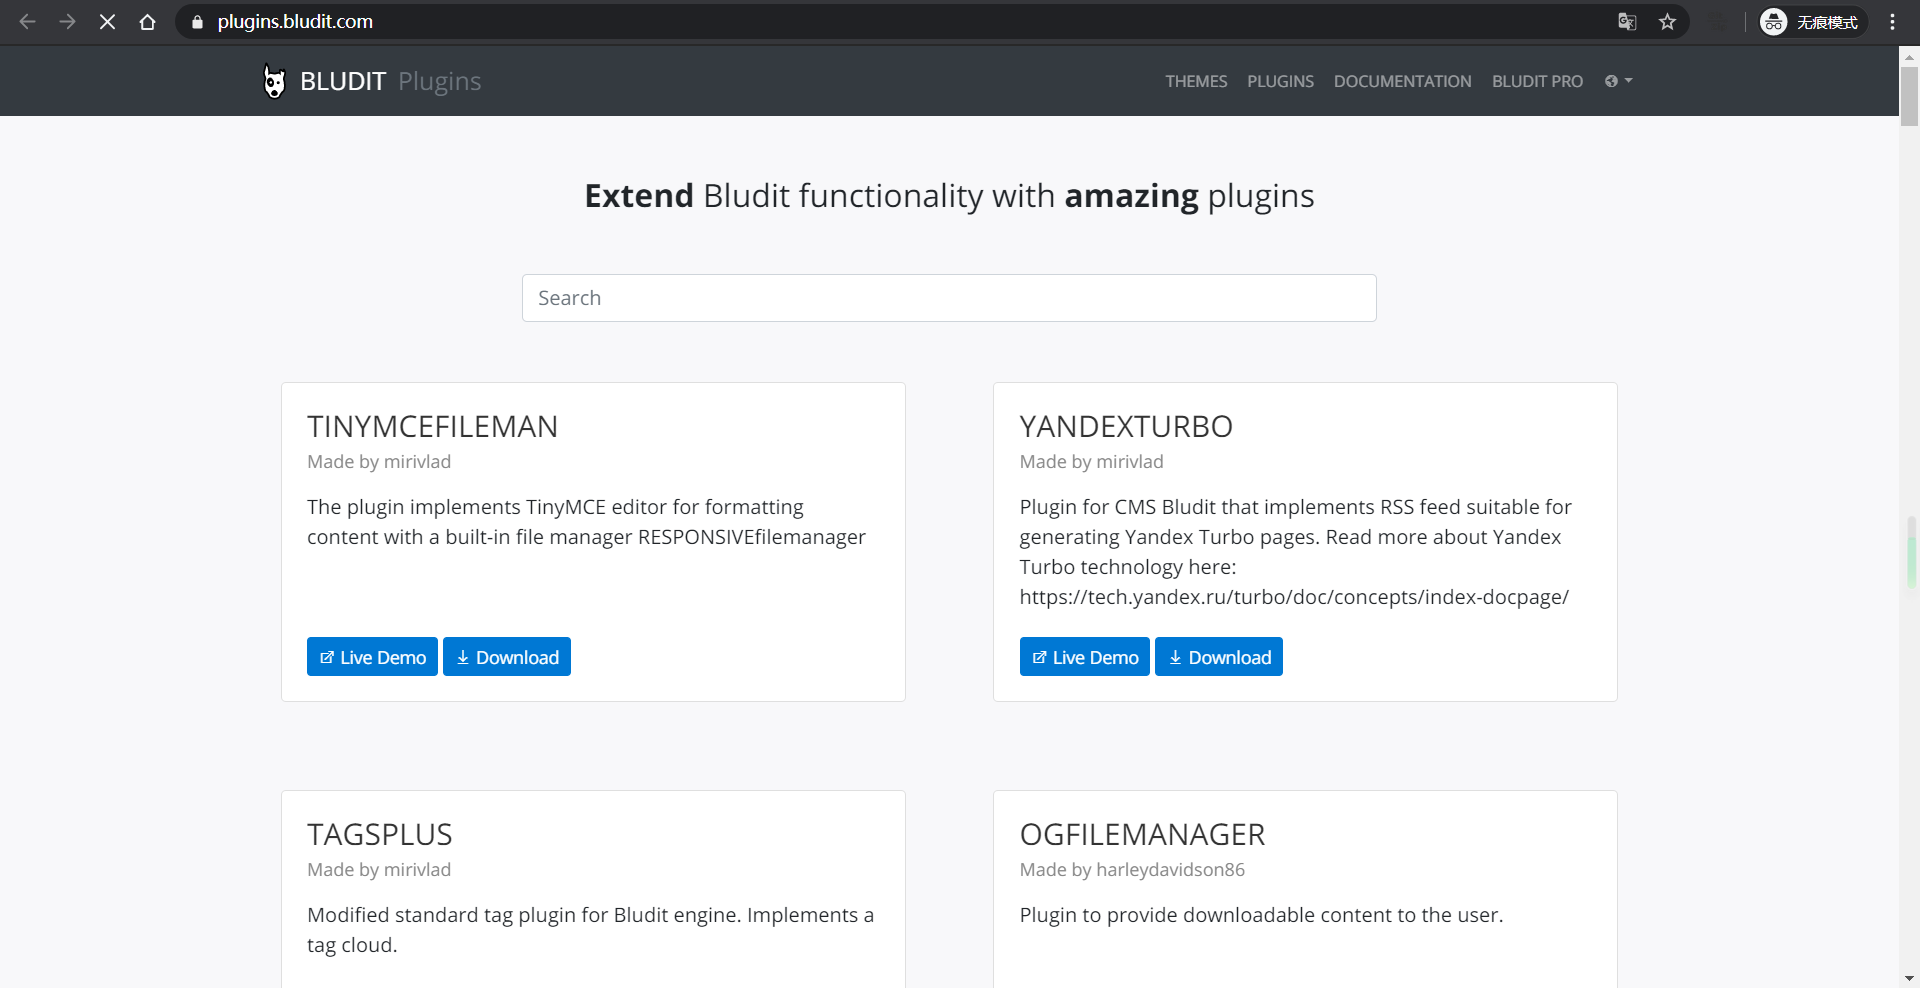 plugins.bludit.com
无痕模式
BLUDIT Plugins
THEMES PLUGINS DOCUMENTATION BLUDIT PRO
Extend Bludit functionality with amazing plugins
Search
TINYMCEFILEMAN
Made by mirivlad
The plugin implements TinyMCE editor for formatting
content with a built-in file manager RESPONSIVEfilemanager
Live Demo Download
YANDEXTURBO
Made by mirivlad
Plugin for CMS Bludit that implements RSS feed suitable for
generating Yandex Turbo pages. Read more about Yandex
Turbo technology here:
https://tech.yandex.ru/turbo/doc/concepts/index-docpage/
Live Demo Download
TAGSPLUS
Made by mirivlad
Modified standard tag plugin for Bludit engine. Implements a
tag cloud.
OGFILEMANAGER
Made by harleydavidson86
Plugin to provide downloadable content to the user.